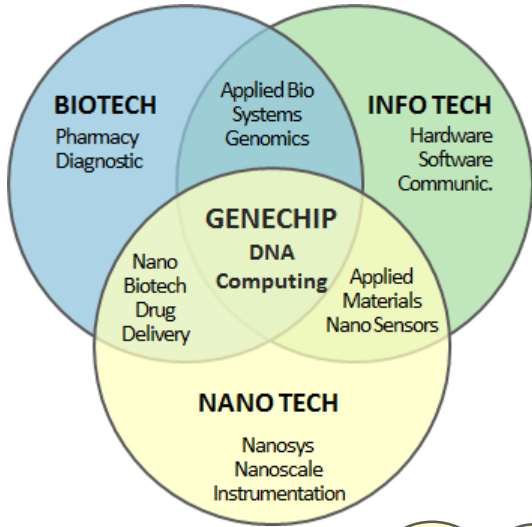 BIOTECH
Pharmacy
Diagnostic
Applied Bio
Systems
Genomics
INFO TECH
Hardware
Software
Communic.
GENECHIP
DNA
Computing
Nano
Biotech
Drug
Delivery
Applied
Materials
Nano Sensors
NANO TECH
Nanosys
Nanoscale
Instrumentation